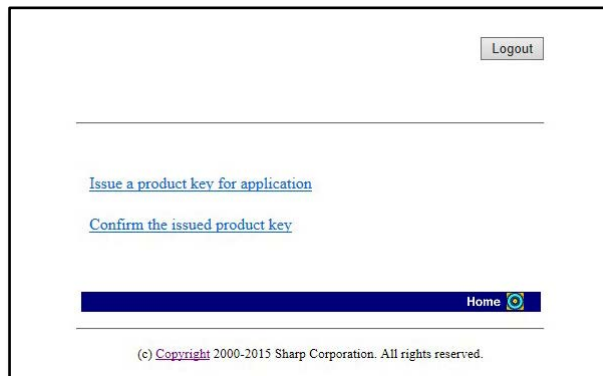 Logout
Issue a product key for application
Confirm the issued product key
Home
(c) Copyright 2000-2015 Sharp Corporation. All rights reserved.